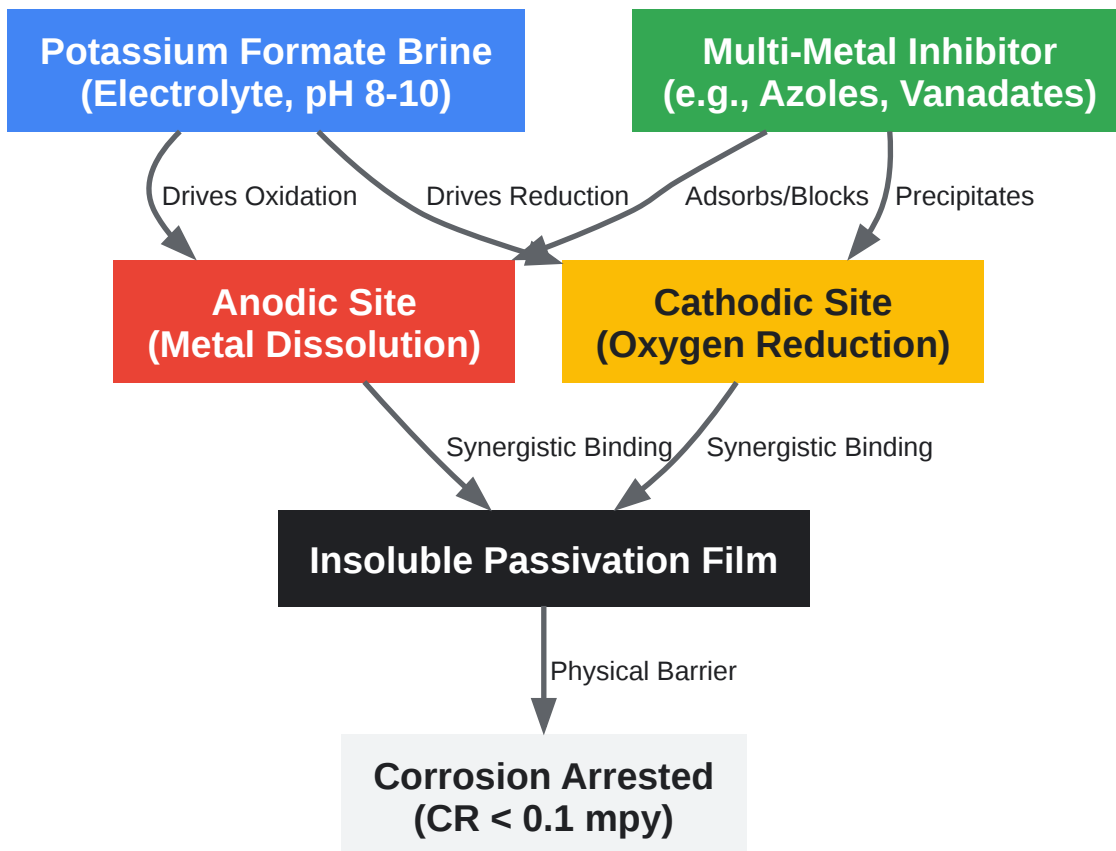 Potassium Formate Brine
(Electrolyte, pH 8-10)
Multi-Metal Inhibitor
(e.g., Azoles, Vanadates)
Drives Oxidation
Drives Reduction
Adsorbs/Blocks
Precipitates
Anodic Site
(Metal Dissolution)
Cathodic Site
(Oxygen Reduction)
Synergistic Binding
Synergistic Binding
Insoluble Passivation Film
Physical Barrier
Corrosion Arrested
(CR < 0.1 mpy)